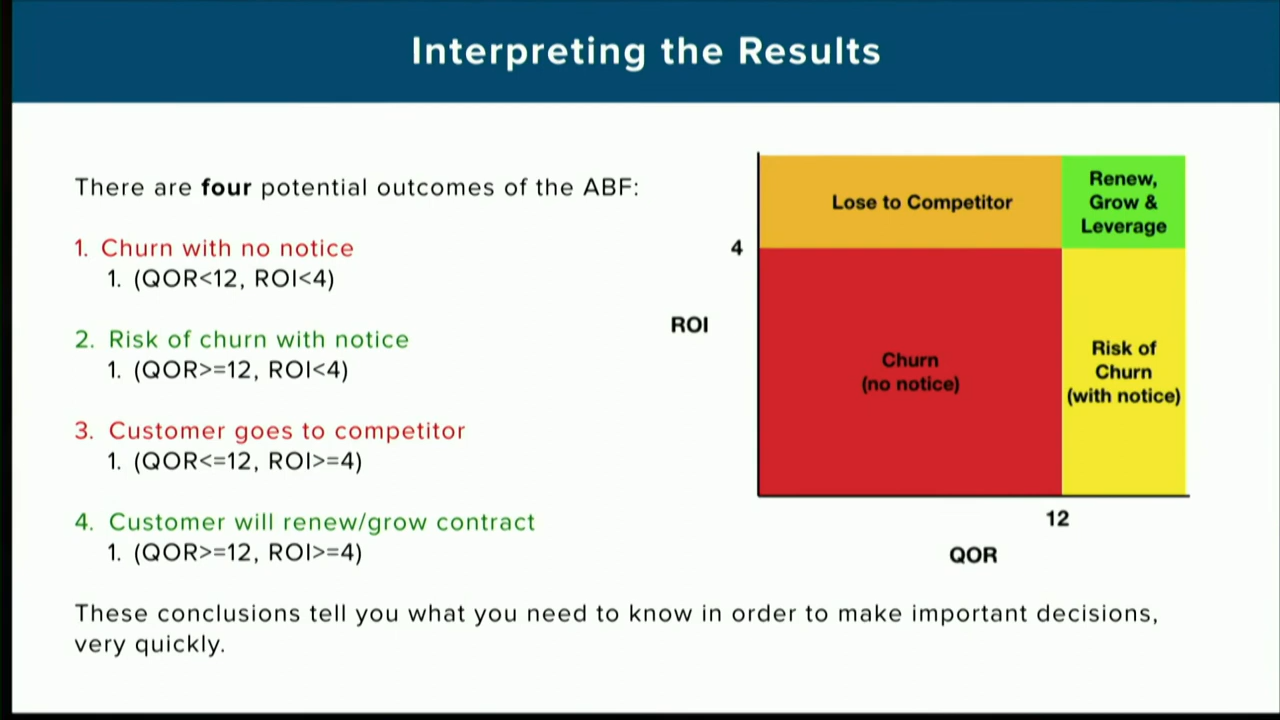 Interpreting the Results
There are four potential outcomes of the ABF:
1. Churn with no notice
1. (QOR<12, ROI<4)
2. Risk of churn with notice
1. (QOR>=12, ROI<4)
3. Customer goes to competitor
1. (QOR<=12, ROI>=4)
4. Customer will renew/grow contract
1. (QOR>=12, ROI>=4)
These conclusions tell you what you need to know in order to make important decisions,
very quickly.
Lose to Competitor
Renew,
Grow &
Leverage
4
ROI
Churn
(no notice)
Risk of
Churn
(with notice)
12
QOR